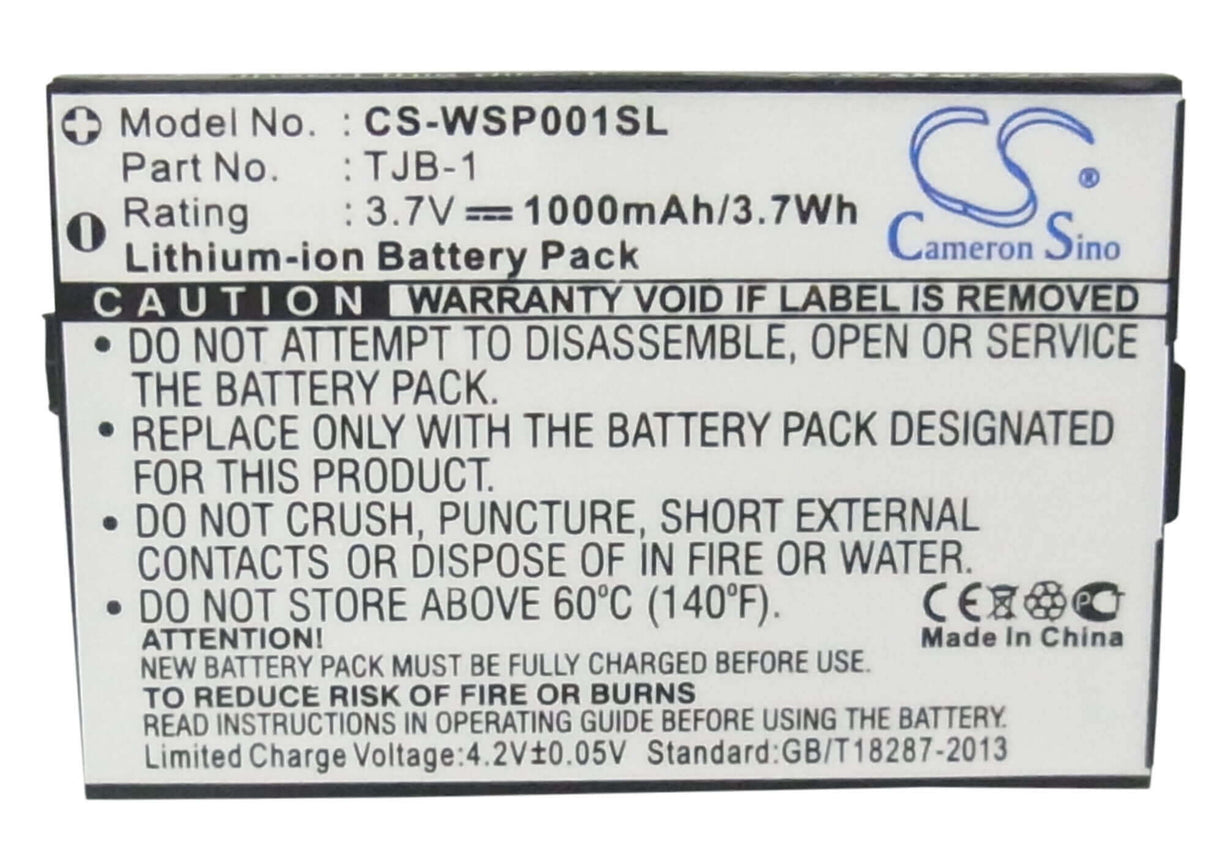 Model No. : CS-WSP001SL
Part No. : TJB-1
Rating : 3.7V 1000mAh/3.7Wh
Lithium-ion Battery Pack
CS ®
Cameron Sino
CAUTION WARRANTY VOID IF LABEL IS REMOVED
• DO NOT ATTEMPT TO DISASSEMBLE, OPEN OR SERVICE
THE BATTERY PACK.
• REPLACE ONLY WITH THE BATTERY PACK DESIGNATED
FOR THIS PRODUCT.
• DO NOT CRUSH, PUNCTURE, SHORT EXTERNAL
CONTACTS OR DISPOSE OF IN FIRE OR WATER.
• DO NOT STORE ABOVE 60°C (140°F).
CE
Made In China
ATTENTION!
NEW BATTERY PACK MUST BE FULLY CHARGED BEFORE USE.
TO REDUCE RISK OF FIRE OR BURNS
READ INSTRUCTIONS IN OPERATING GUIDE BEFORE USING THE BATTERY.
Limited Charge Voltage:4.2V±0.05V Standard:GB/T18287-2013